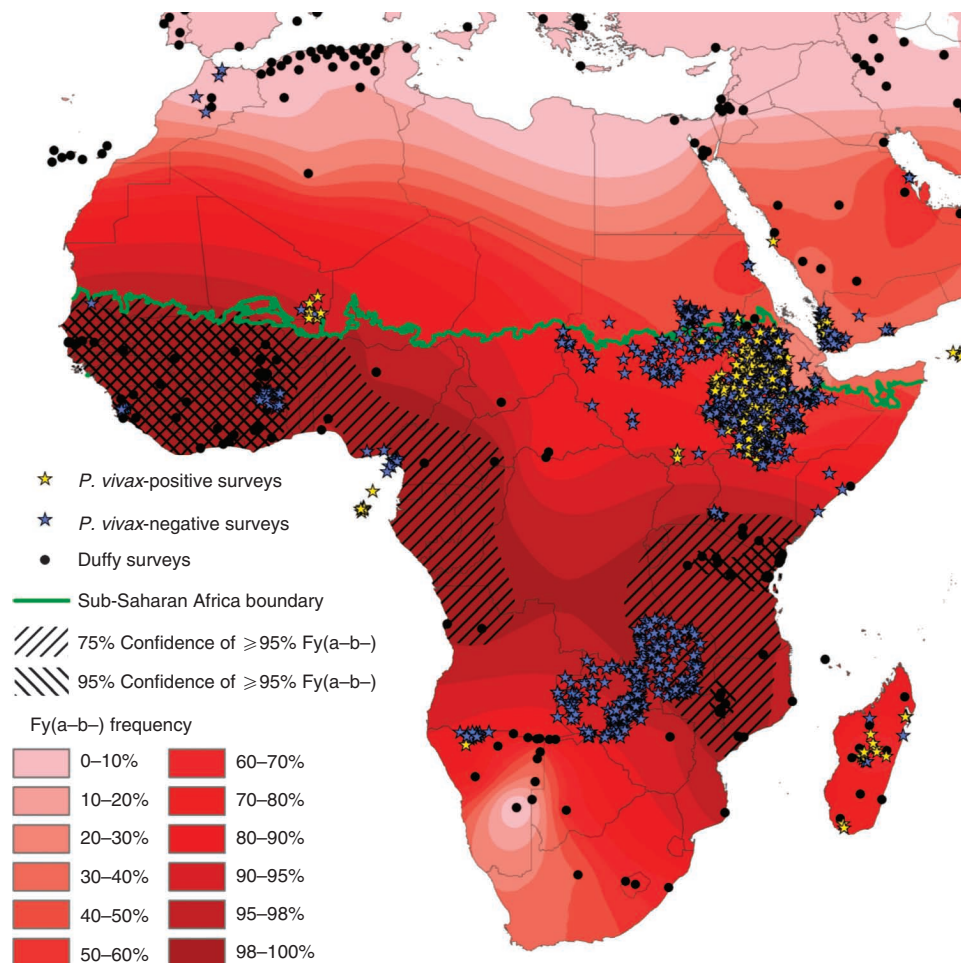 P. vivax-positive surveys
P. vivax-negative surveys
Duffy surveys
Sub-Saharan Africa boundary
75% Confidence of ⩾95% Fy(a–b–)
95% Confidence of ⩾95% Fy(a–b–)
Fy(a–b–) frequency
0–10%
10–20%
20–30%
30–40%
40–50%
50–60%
60–70%
70–80%
80–90%
90–95%
95–98%
98–100%